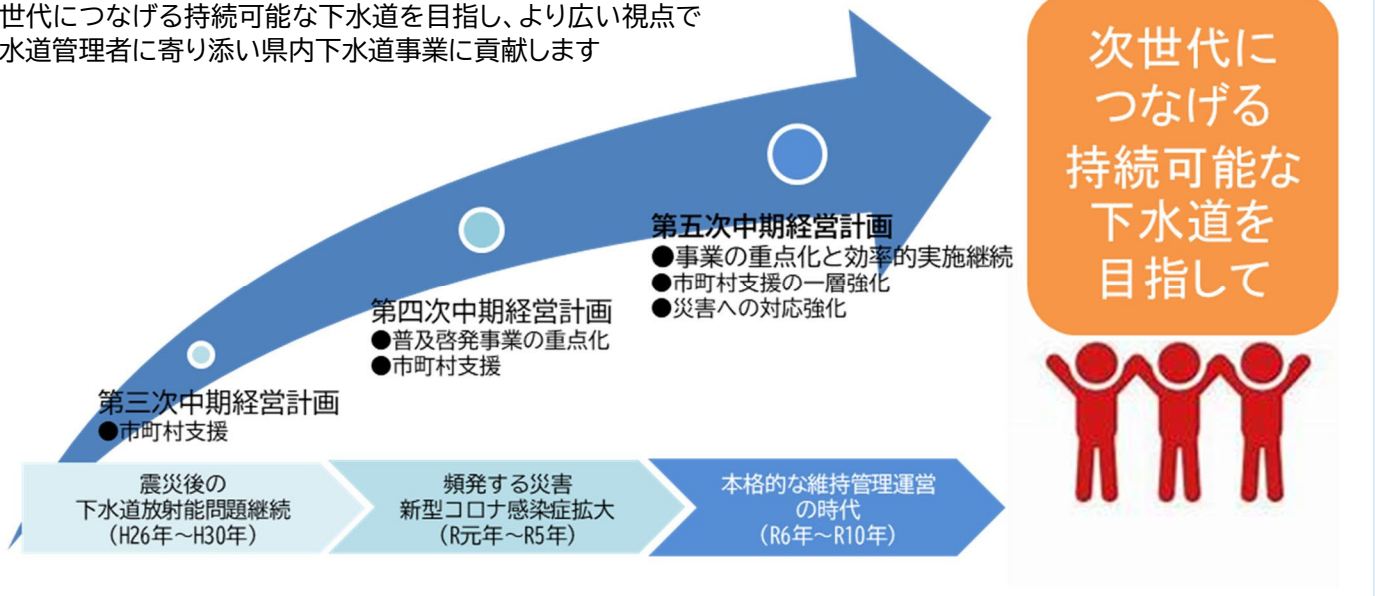 世代につなげる持続可能な下水道を目指し、より広い視点で
水道管理者に寄り添い県内下水道事業に貢献します
次世代に
つなげる
持続可能な
下水道を
目指して
第五次中期経営計画
●事業の重点化と効率的実施継続
●市町村支援の一層強化
●災害への対応強化
第四次中期経営計画
●普及啓発事業の重点化
●市町村支援
第三次中期経営計画
●市町村支援
震災後の
下水道放射能問題継続
(H26年～H30年)
頻発する災害
新型コロナ感染症拡大
(R元年～R5年)
本格的な維持管理運営
の時代
(R6年～R10年)